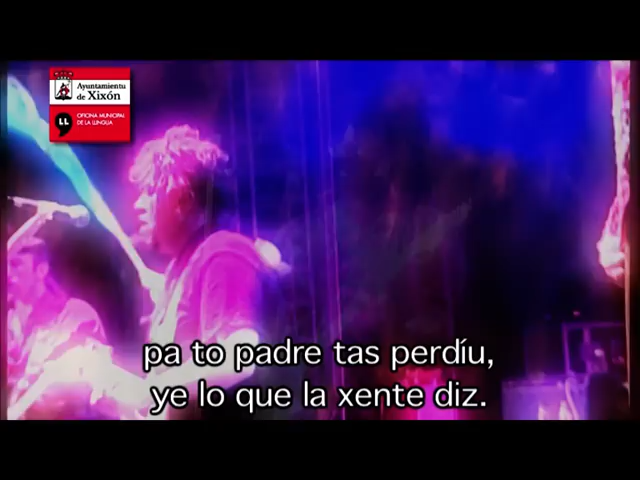 Ayuntamientu
de Xixón
LL
OFICINA MUNICIPAL
DE LA LLINGUA
pa to padre tas perdíu,
ye lo que la xente diz.